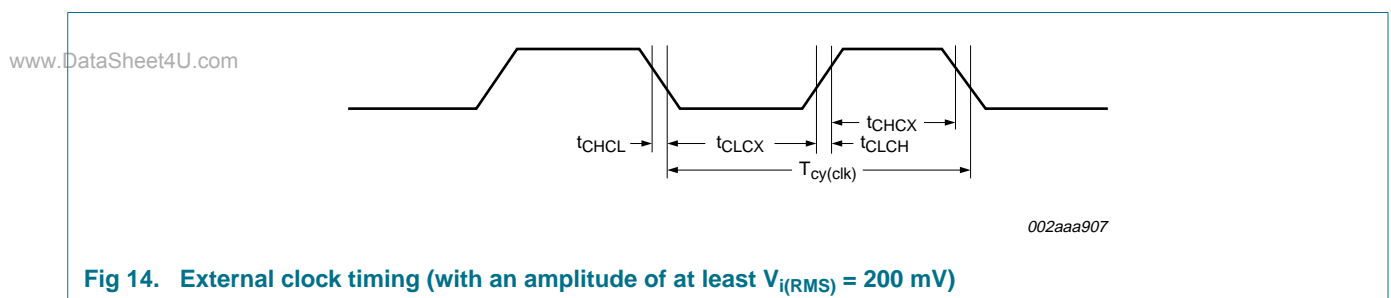 www.DataSheet4U.com
tCHCX
tCHCL
tCLCX
tCLCH
Tcy(clk)
002aaa907
Fig 14. External clock timing (with an amplitude of at least Vi(RMS) = 200 mV)